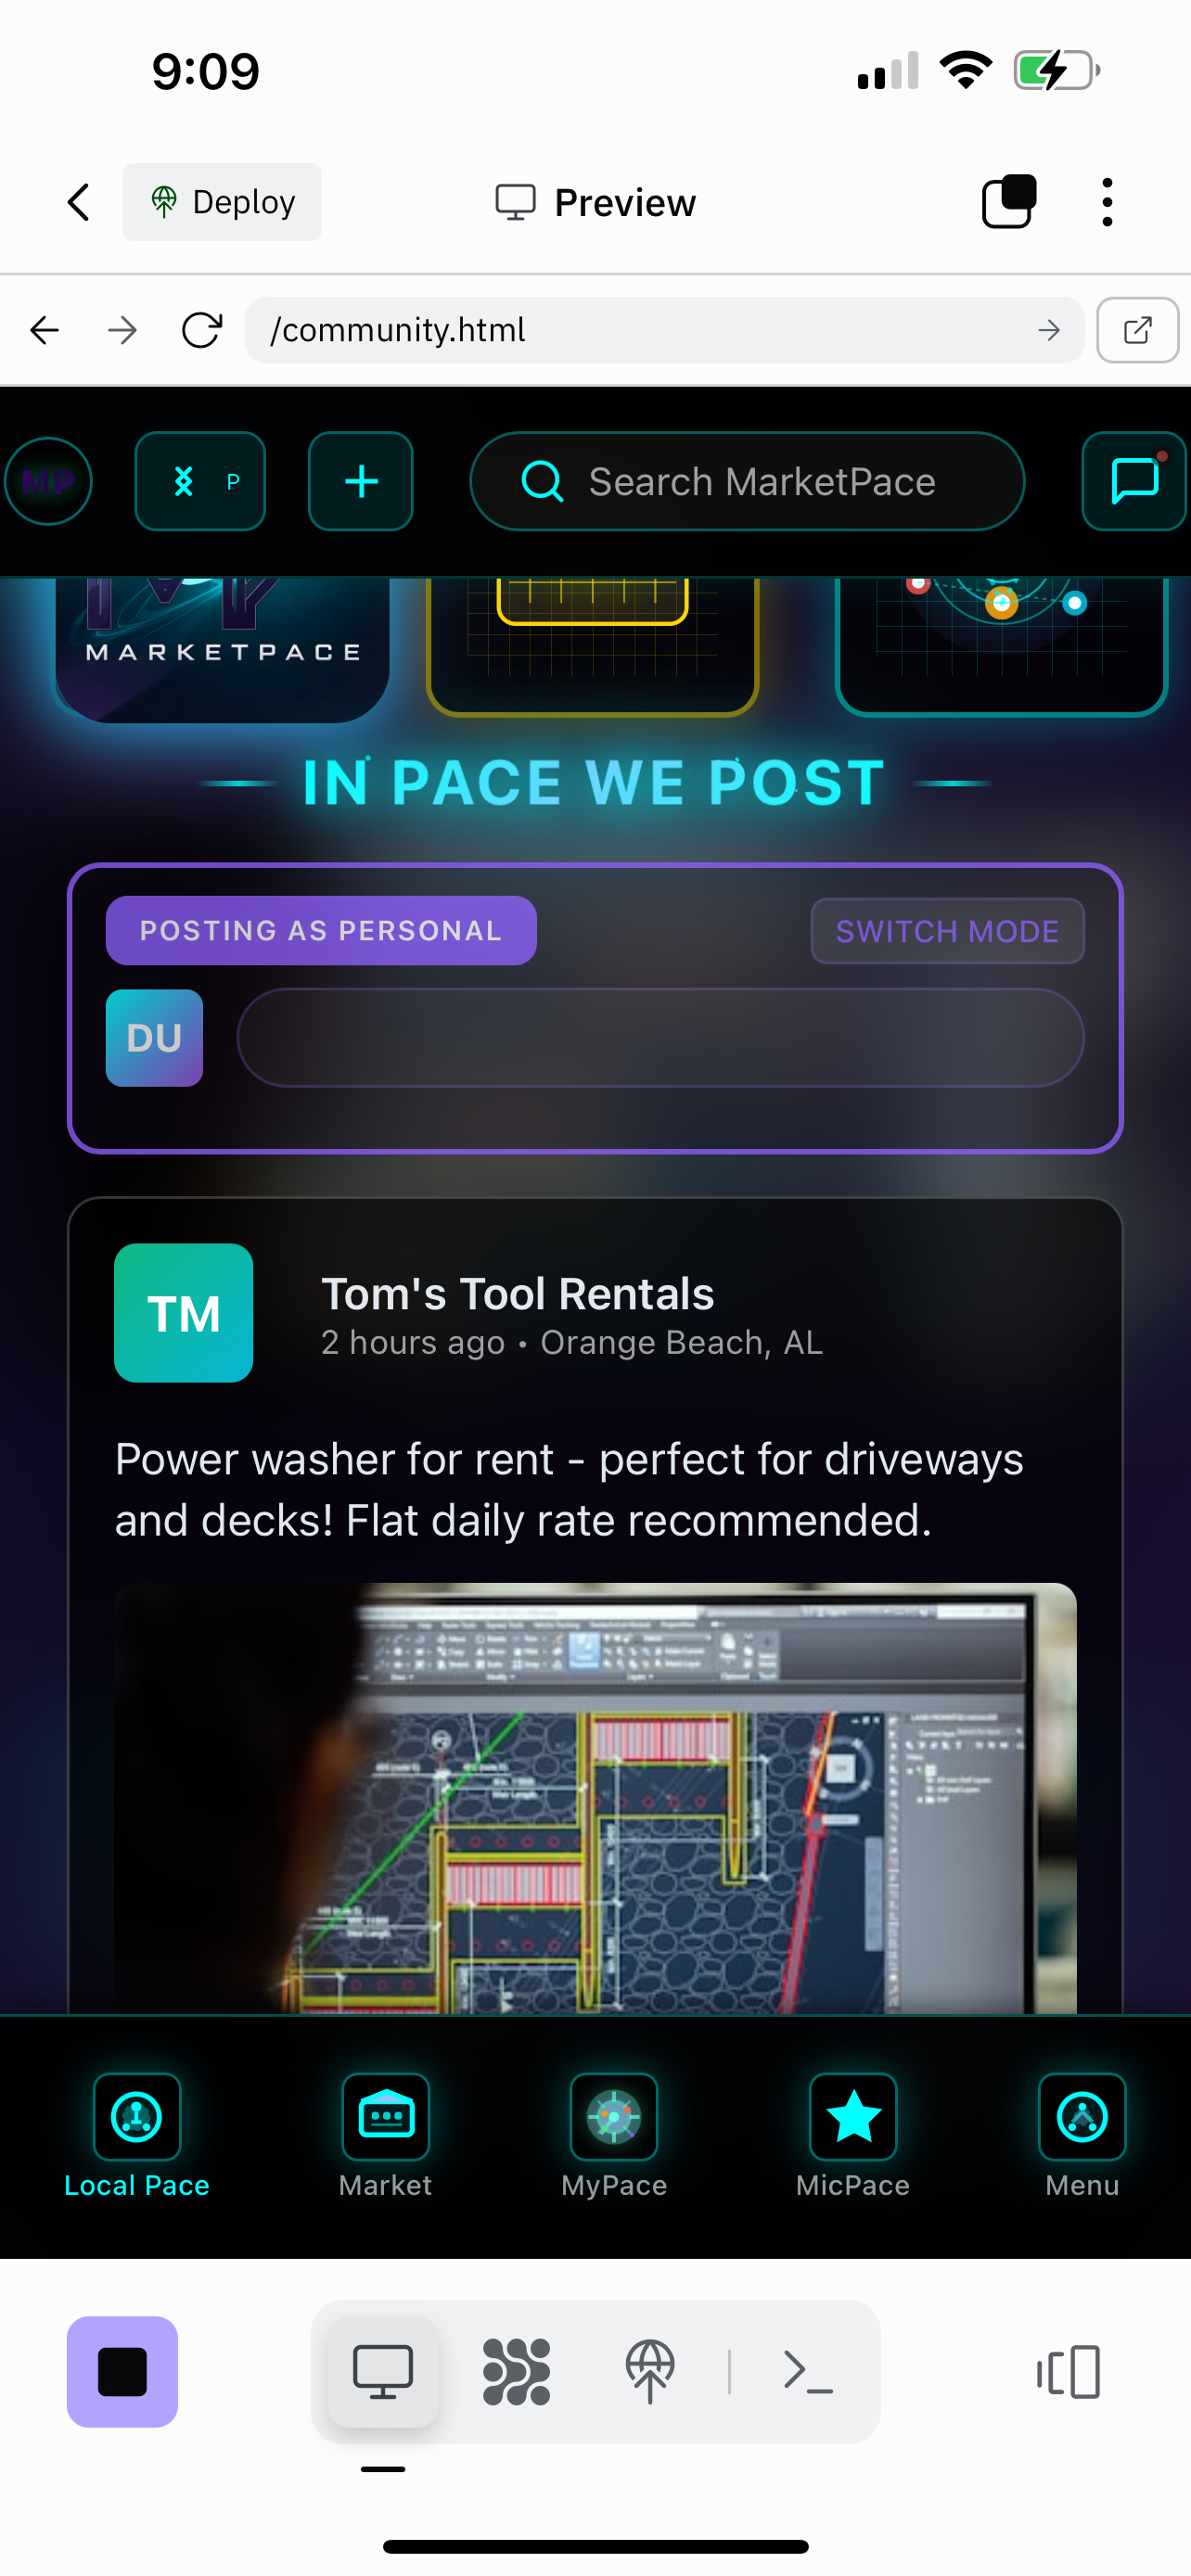 9:09
Deploy
Preview
/community.html
MP
P
Search MarketPace
MARKETPACE
IN PACE WE POST
POSTING AS PERSONAL
SWITCH MODE
DU
TM
Tom's Tool Rentals
2 hours ago • Orange Beach, AL
Power washer for rent - perfect for driveways
and decks! Flat daily rate recommended.
Local Pace
Market
MyPace
MicPace
Menu